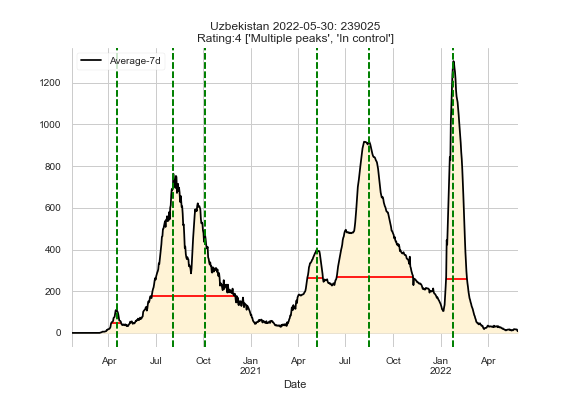 Uzbekistan 2022-05-30: 239025
Rating:4 ['Multiple peaks', 'In control']
Average-7d
1200
1000
800
600
400
200
0
Apr Jul Oct Jan Apr Jul Oct Jan Apr
2021 2022
Date